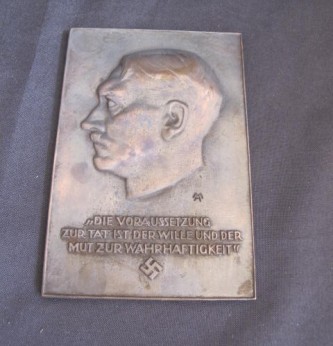 „DIE VORAUSSETZUNG
ZUR TAT IST DER WILLE UND DER
MUT ZUR WAHRHAFTIGKEIT“